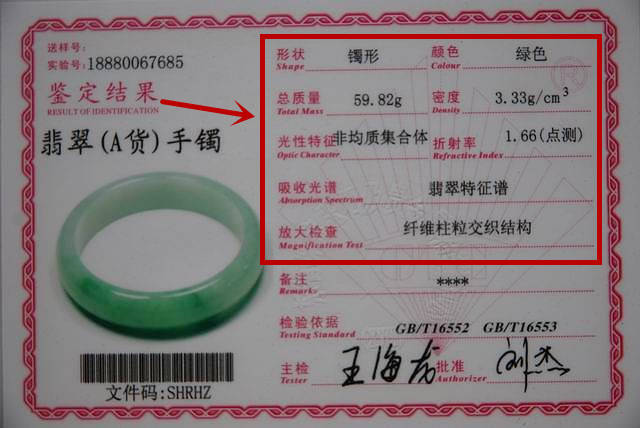 送样号:
实验号:18880067685
鉴定结果
RESULT OF IDENTIFICATION
翡翠(A货)手镯
文件码:SHRHZ
形状 镯形 颜色 绿色
Shape Colour
总质量 59.82g 密度 3.33g/cm³
Total Mass Density
光性特征 非均质集合体 折射率 1.66(点测)
Optic Character Refractive Index
吸收光谱 翡翠特征谱
Absorption Spectrum
放大检查 纤维柱粒交织结构
Magnification Test
备注 ****
Remarks
检验依据 GB/T16552 GB/T16553
Testing Standard
主检 王海龙 批准 刘杰
Tester Authorizer